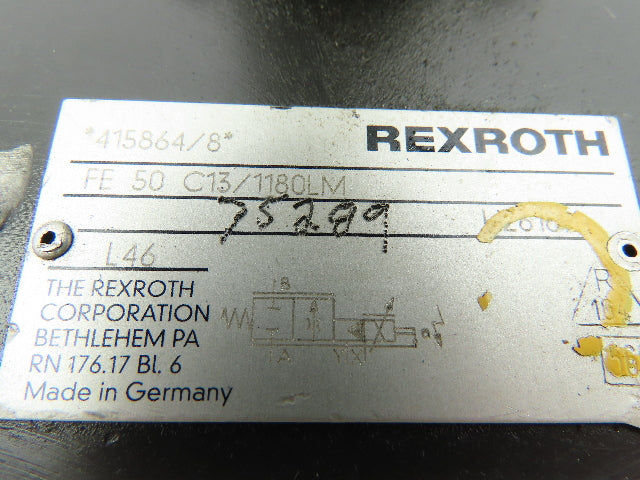 *415864/8* REXROTH
FE 50 C13/1180LM
75289
L46
THE REXROTH
CORPORATION
BETHLEHEM PA
RN 176.17 Bl. 6
Made in Germany
B
A Y